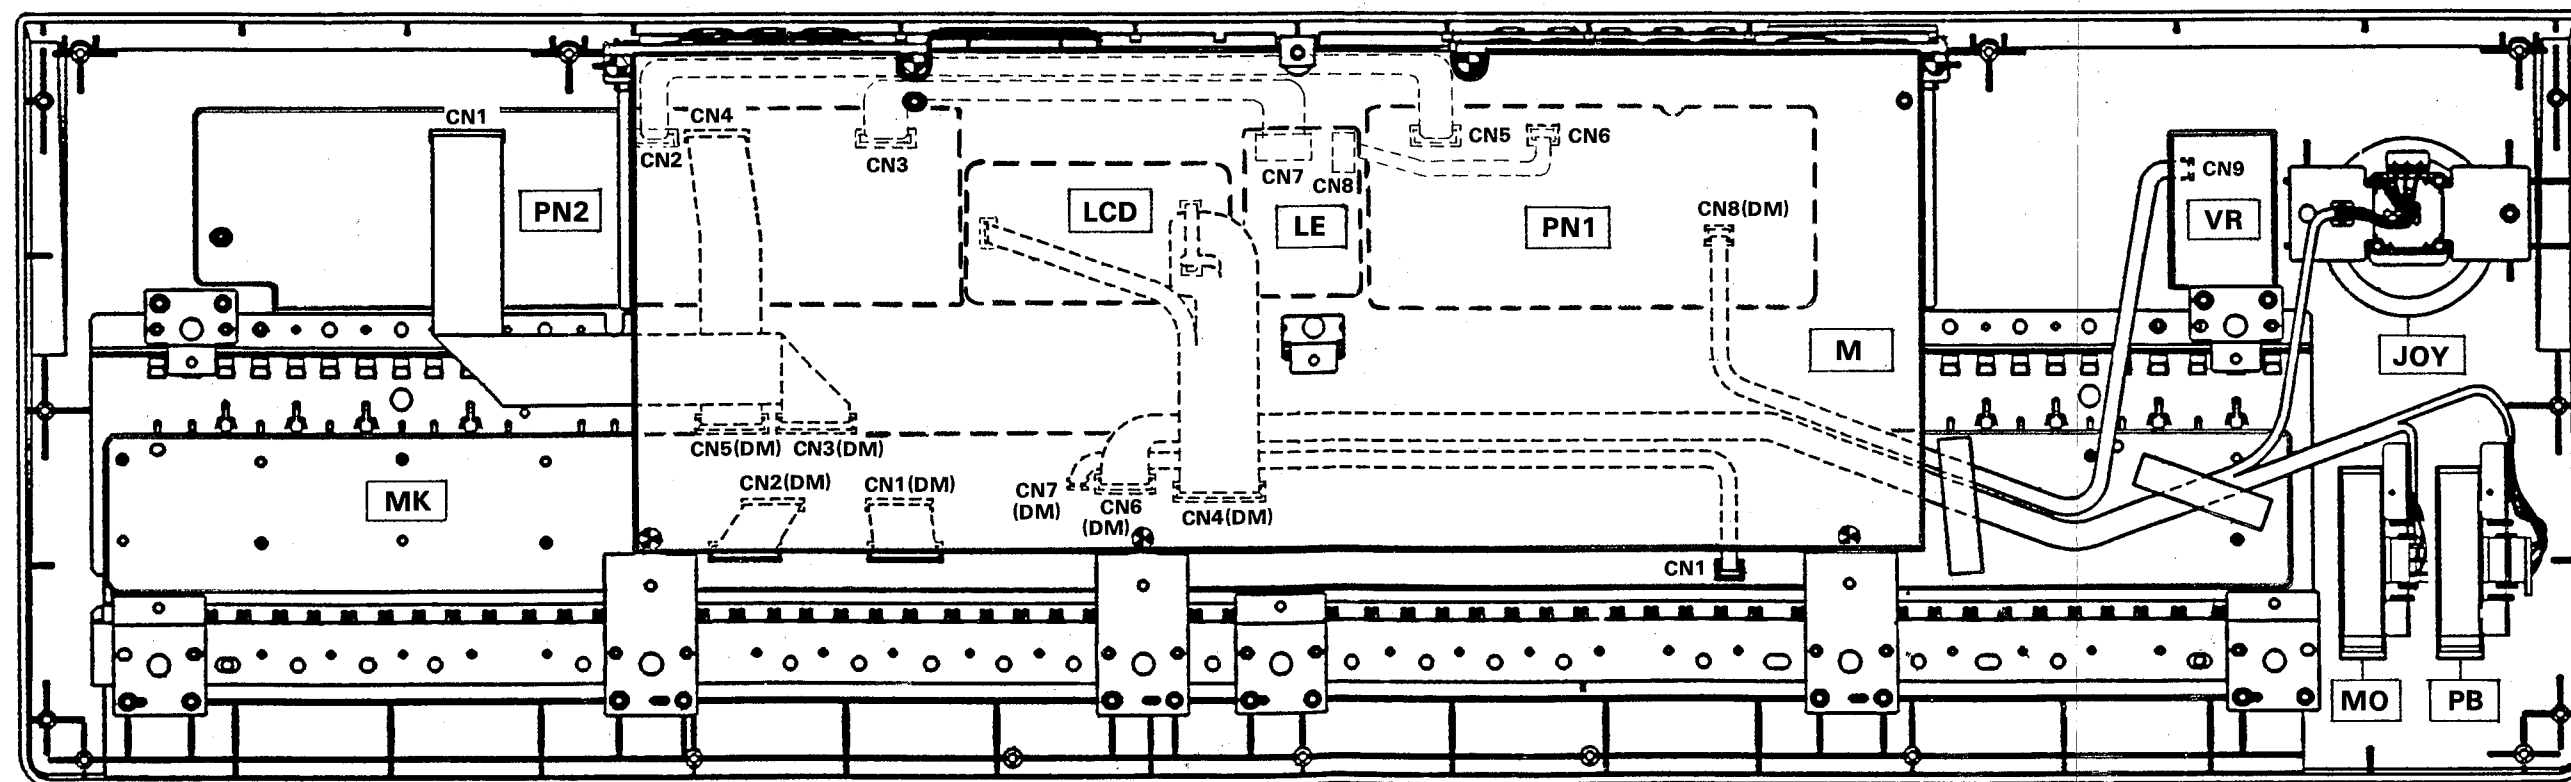 CN1
CN4
CN2
CN3
CN5
CN6
CN7
CN8
CN9
PN2
LCD
LE
PN1
CN8(DM)
VR
M
JOY
CN5(DM)
CN3(DM)
MK
CN2(DM)
CN1(DM)
CN7
(DM)
CN6
(DM)
CN4(DM)
CN1
MO
PB